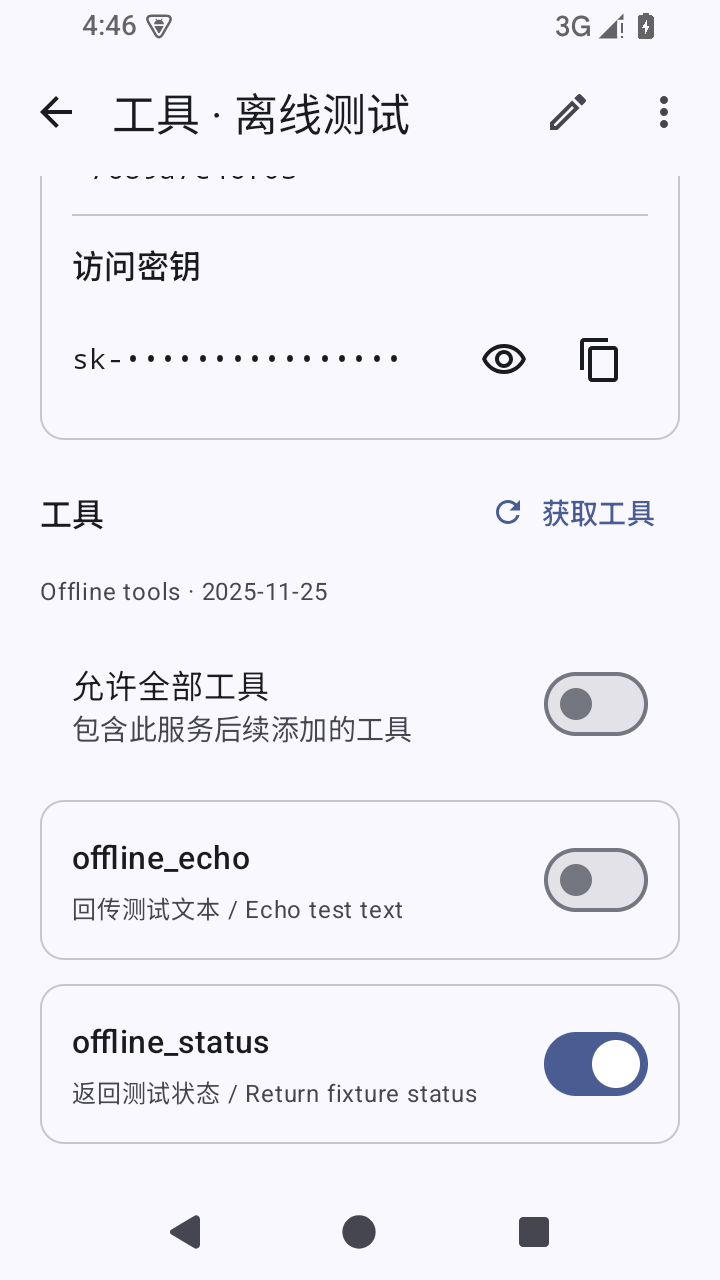 4:46
3G
工具 · 离线测试
访问密钥
sk-••••••••••••••••
工具
获取工具
Offline tools · 2025-11-25
允许全部工具
包含此服务后续添加的工具
offline_echo
回传测试文本 / Echo test text
offline_status
返回测试状态 / Return fixture status